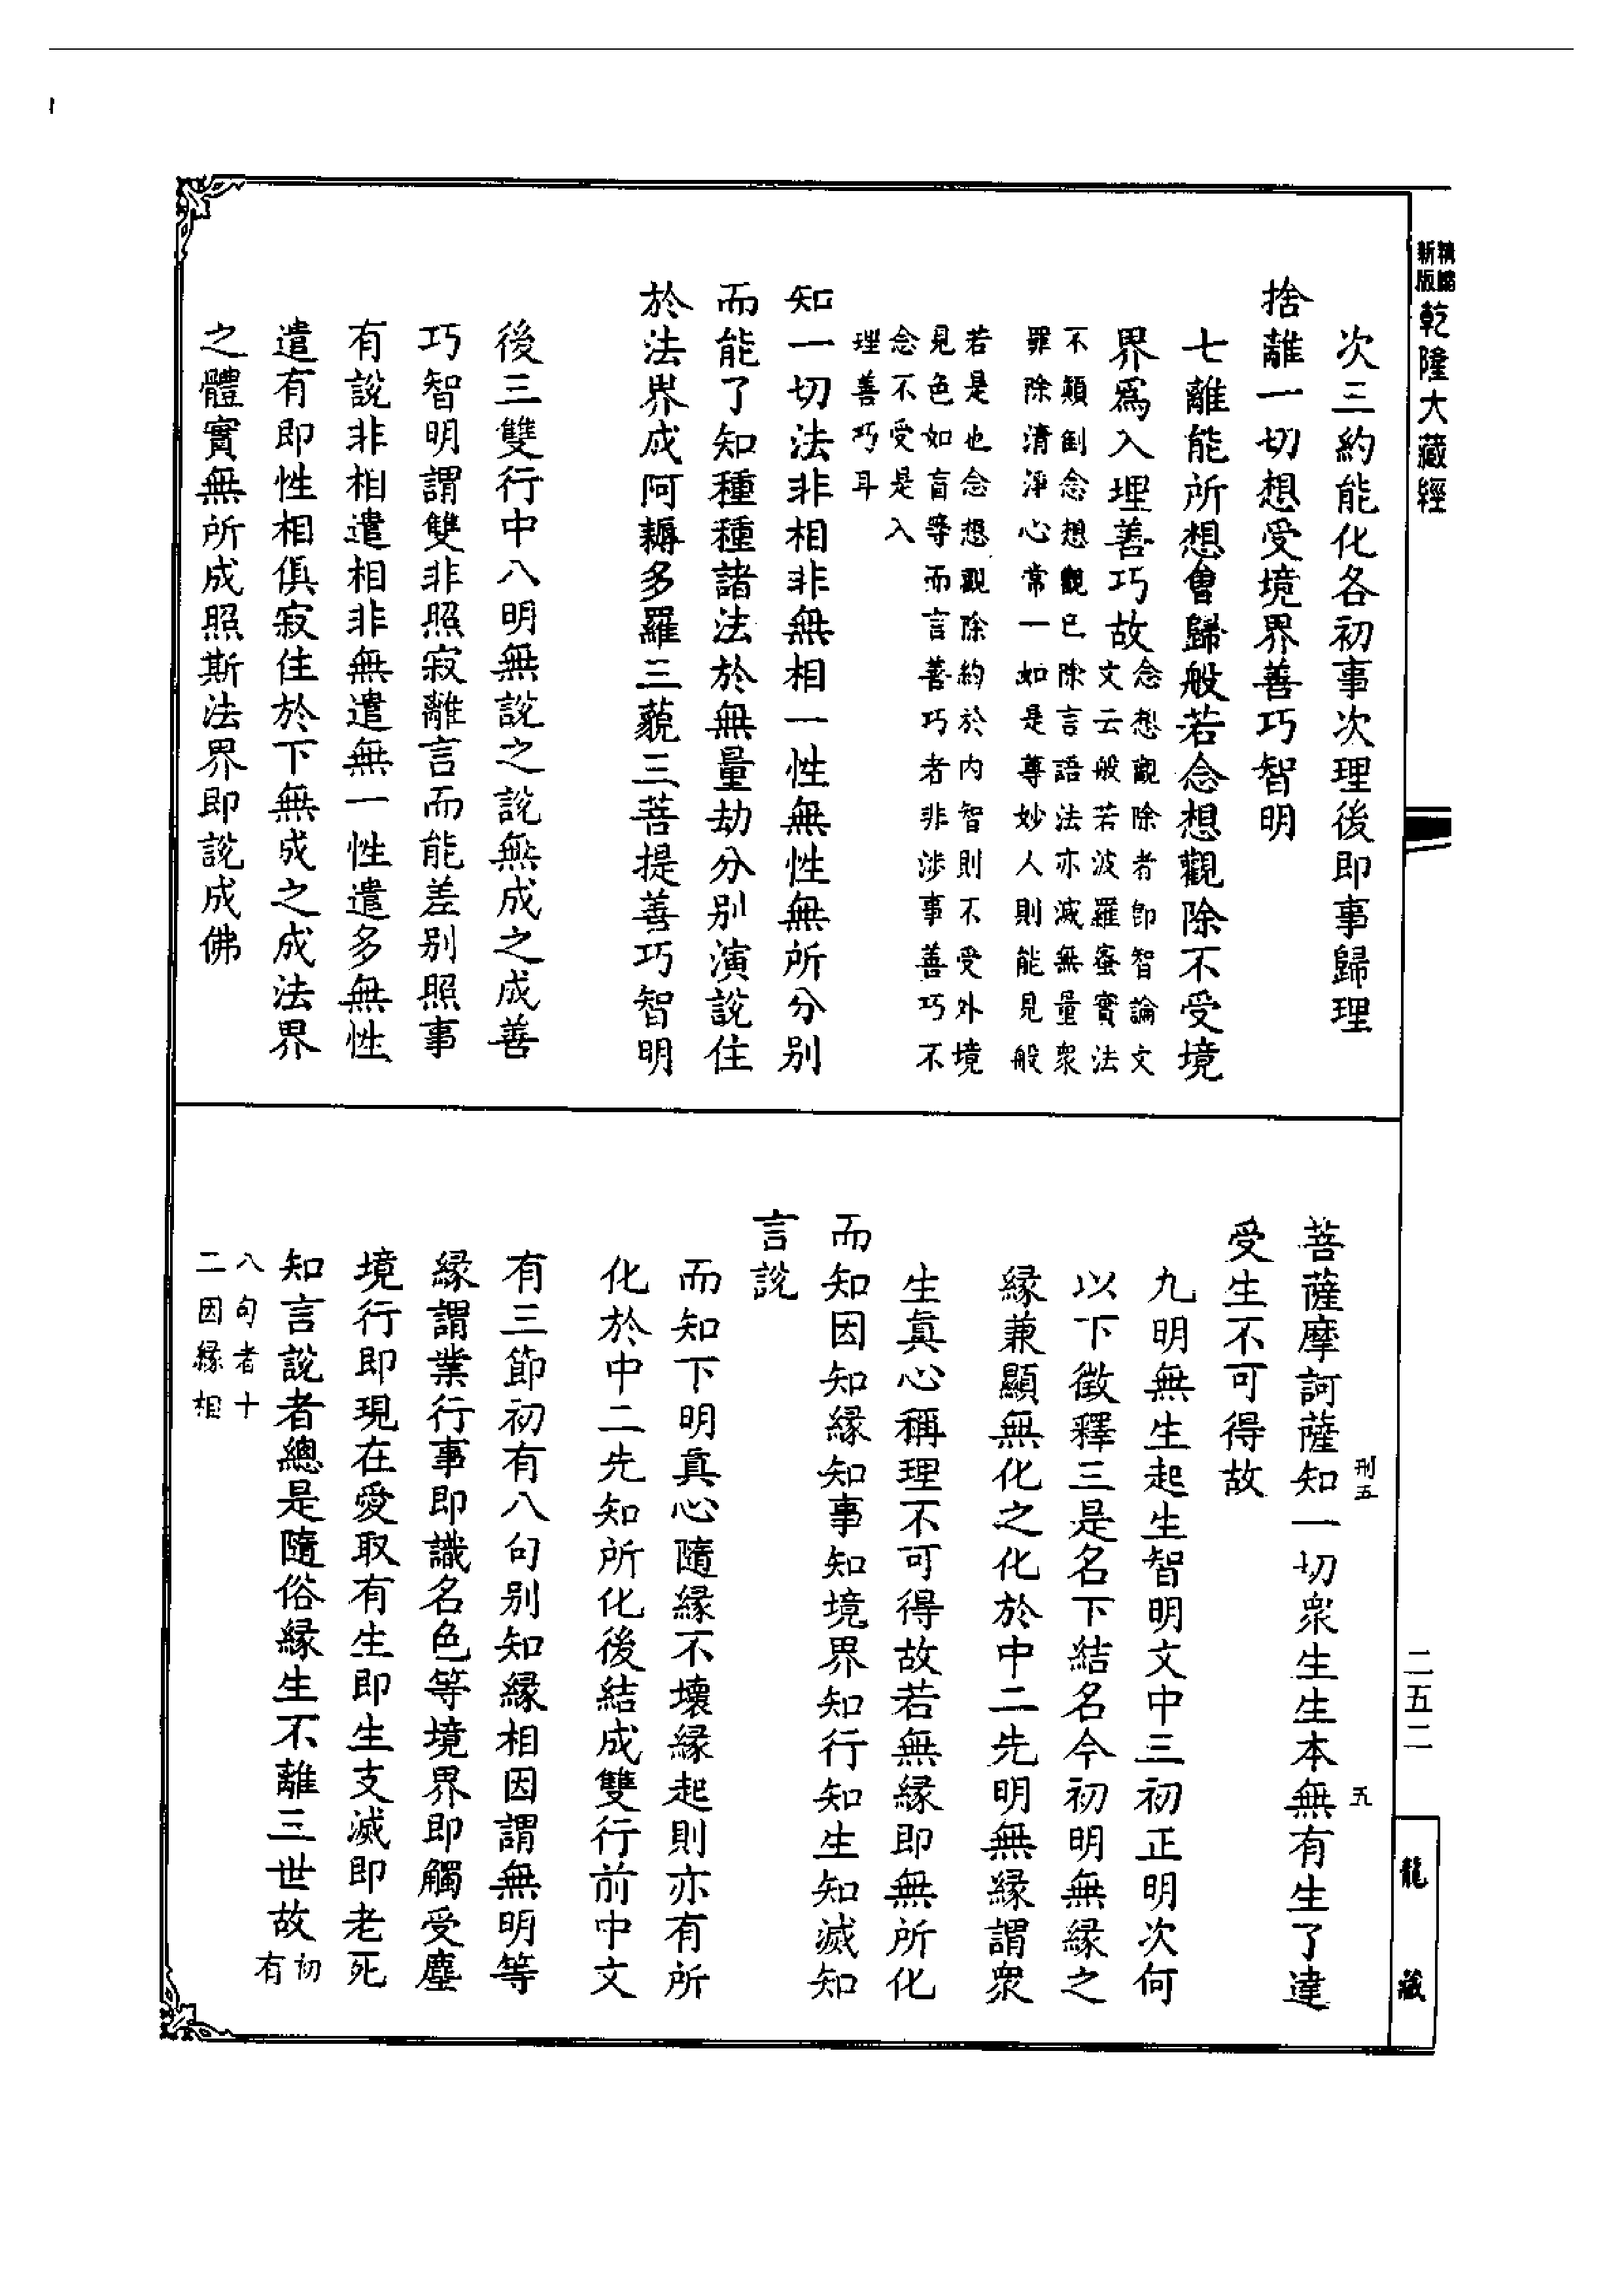 精縮新版乾隆大藏經
次三約能化各初事次理後即事歸理
捨離一切想受境界善巧智明
七離能所想會歸般若念想觀除不受境
界爲入理善巧故
念想觀除者即智論文
文云般若波羅蜜實法
不顛倒念想觀已除言語法亦滅無量衆
罪除清淨心常一如是尊妙人則能見般
若是也念想觀除約於內智則不受外境
見色如盲等而言善巧者非涉事善巧不
念不受是入
理善巧耳
知一切法非相非無相一性無性無所分別
而能了知種種諸法於無量劫分別演說住
於法界成阿耨多羅三藐三菩提善巧智明
後三雙行中八明無說之說無成之成善
巧智明謂雙非照寂離言而能差別照事
有說非相遣相非無遣無一性遣多無性
遣有即性相俱寂住於下無成之成法界
之體實無所成照斯法界即說成佛
刑五
五
菩薩摩訶薩知一切衆生生本無有生了達
受生不可得故
九明無生起生智明文中三初正明次何
以下徵釋三是名下結名今初明無緣之
緣兼顯無化之化於中二先明無緣謂衆
生真心稱理不可得故若無緣即無所化
而知因知緣知事知境界知行知生知滅知
言說
而知下明真心隨緣不壞緣起則亦有所
化於中二先知所化後結成雙行前中文
有三節初有八句別知緣相因謂無明等
緣謂業行事即識名色等境界即觸受塵
境行即現在愛取有生即生支滅即老死
知言說者總是隨俗緣生不離三世故
初
有
八句者十
二因緣相
二五二
龍藏